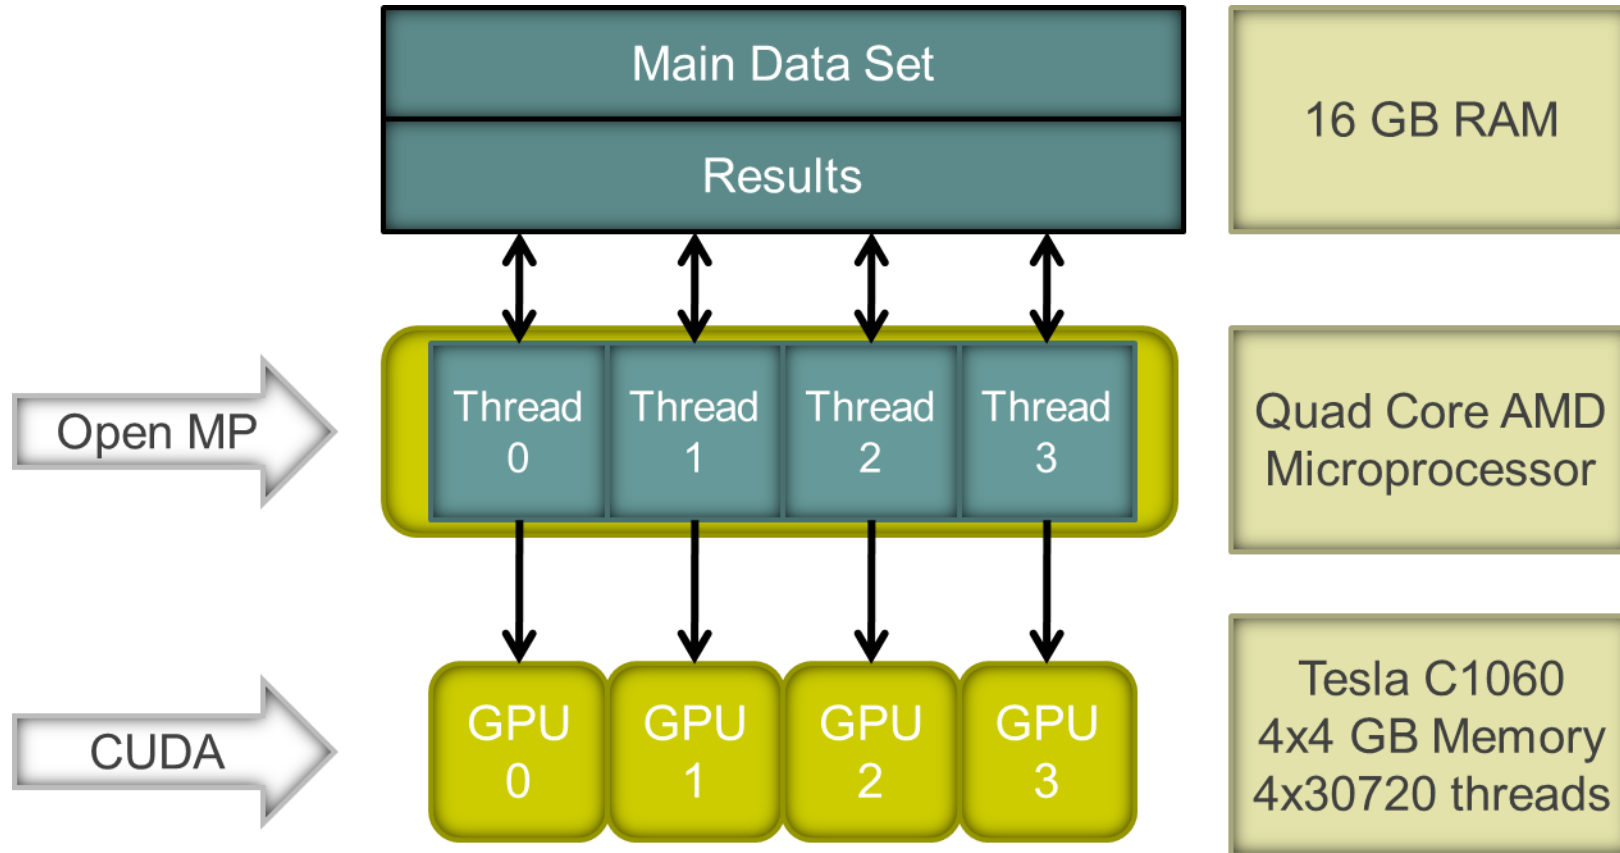 Main Data Set
Results
16 GB RAM
Open MP
Thread
0
Thread
1
Thread
2
Thread
3
Quad Core AMD
Microprocessor
CUDA
GPU
0
GPU
1
GPU
2
GPU
3
Tesla C1060
4x4 GB Memory
4x30720 threads